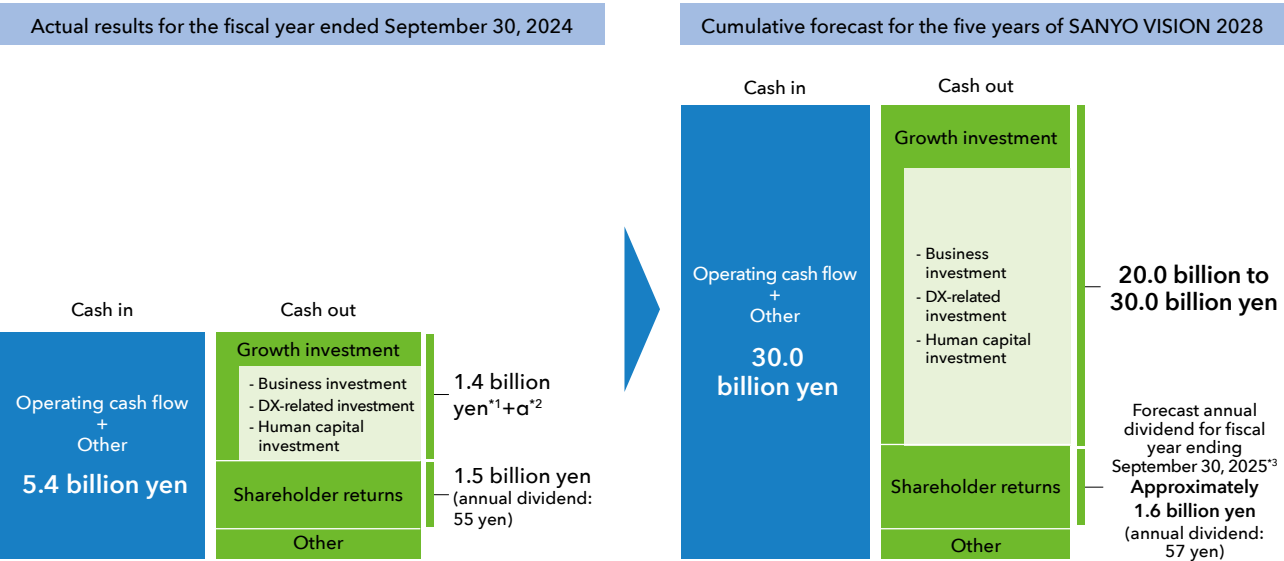 Actual results for the fiscal year ended September 30, 2024
Cash in
Cash out
Operating cash flow
+
Other
5.4 billion yen
Growth investment
- Business investment
- DX-related investment
- Human capital
investment
1.4 billion
yen*1+α*2
Shareholder returns
1.5 billion yen
(annual dividend:
55 yen)
Other
Cumulative forecast for the five years of SANYO VISION 2028
Cash in
Cash out
Operating cash flow
+
Other
30.0
billion yen
Growth investment
- Business
investment
- DX-related
investment
- Human capital
investment
20.0 billion to
30.0 billion yen
Shareholder returns
Forecast annual
dividend for fiscal
year ending
September 30, 2025*3
Approximately
1.6 billion yen
(annual dividend:
57 yen)
Other